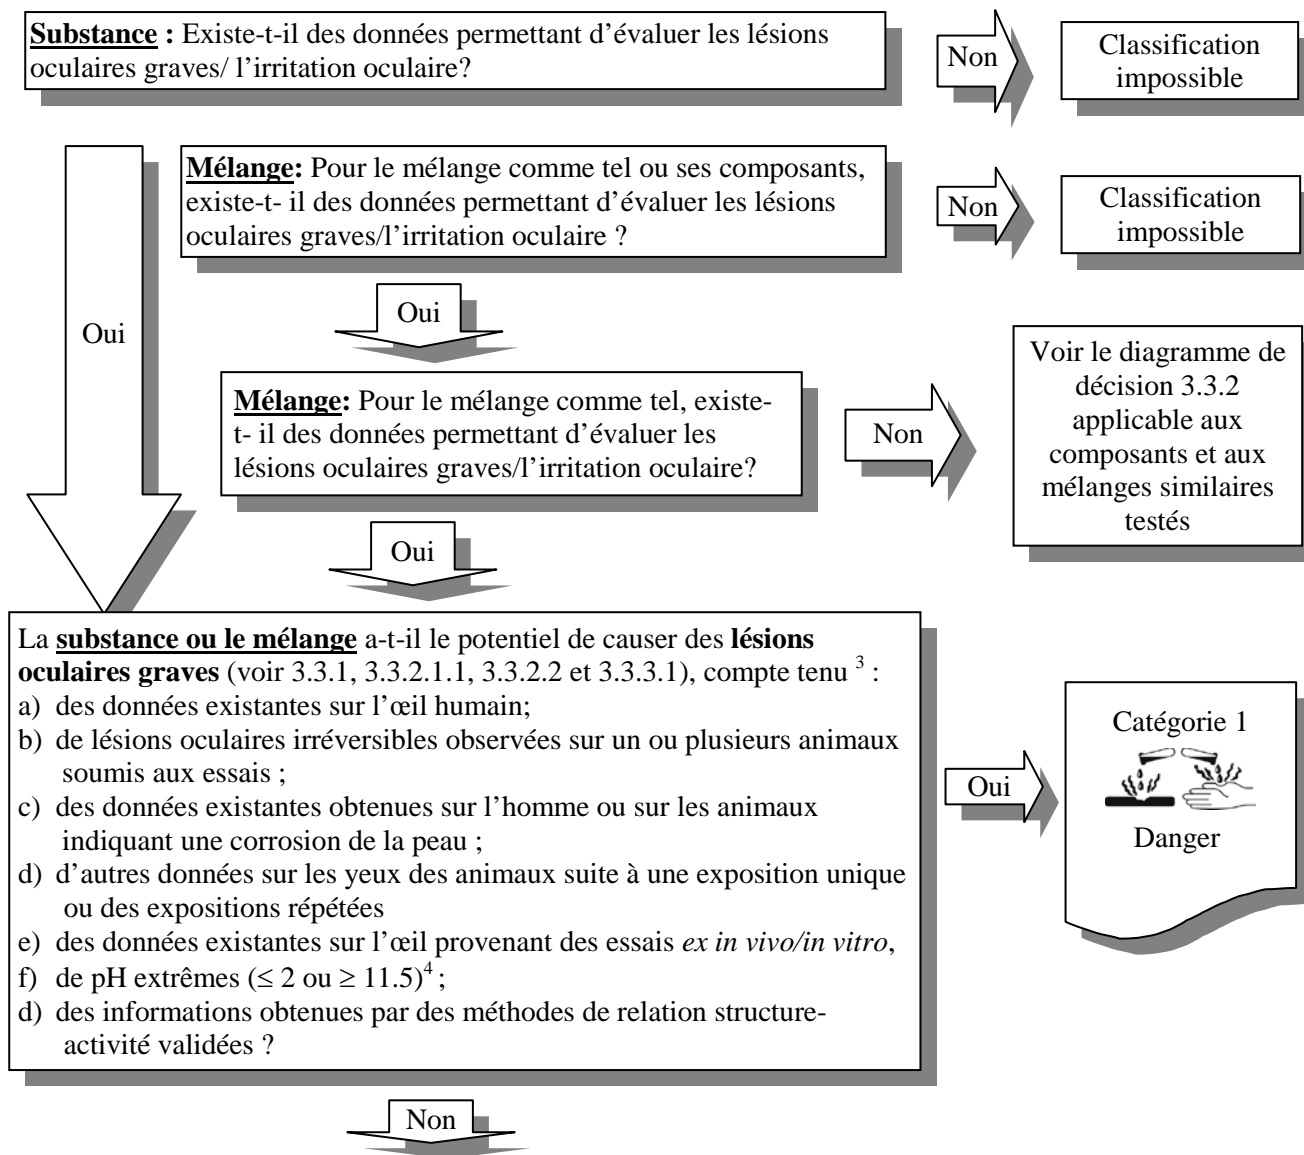 Substance : Existe-t-il des données permettant d'évaluer les lésions
oculaires graves/ l'irritation oculaire?
Non
Classification
impossible
Mélange: Pour le mélange comme tel ou ses composants,
existe-t- il des données permettant d'évaluer les lésions
oculaires graves/l'irritation oculaire ?
Non
Classification
impossible
Oui
Oui
Mélange: Pour le mélange comme tel, existe-
t- il des données permettant d'évaluer les
lésions oculaires graves/l'irritation oculaire?
Non
Voir le diagramme de
décision 3.3.2
applicable aux
composants et aux
mélanges similaires
testés
Oui
La substance ou le mélange a-t-il le potentiel de causer des lésions
oculaires graves (voir 3.3.1, 3.3.2.1.1, 3.3.2.2 et 3.3.3.1), compte tenu ³ :
a) des données existantes sur l'œil humain;
b) de lésions oculaires irréversibles observées sur un ou plusieurs animaux
soumis aux essais ;
c) des données existantes obtenues sur l'homme ou sur les animaux
indiquant une corrosion de la peau ;
d) d'autres données sur les yeux des animaux suite à une exposition unique
ou des expositions répétées
e) des données existantes sur l'œil provenant des essais ex in vivo/in vitro,
f) de pH extrêmes (≤ 2 ou ≥ 11.5)⁴ ;
d) des informations obtenues par des méthodes de relation structure-
activité validées ?
Oui
Catégorie 1
Danger
Non